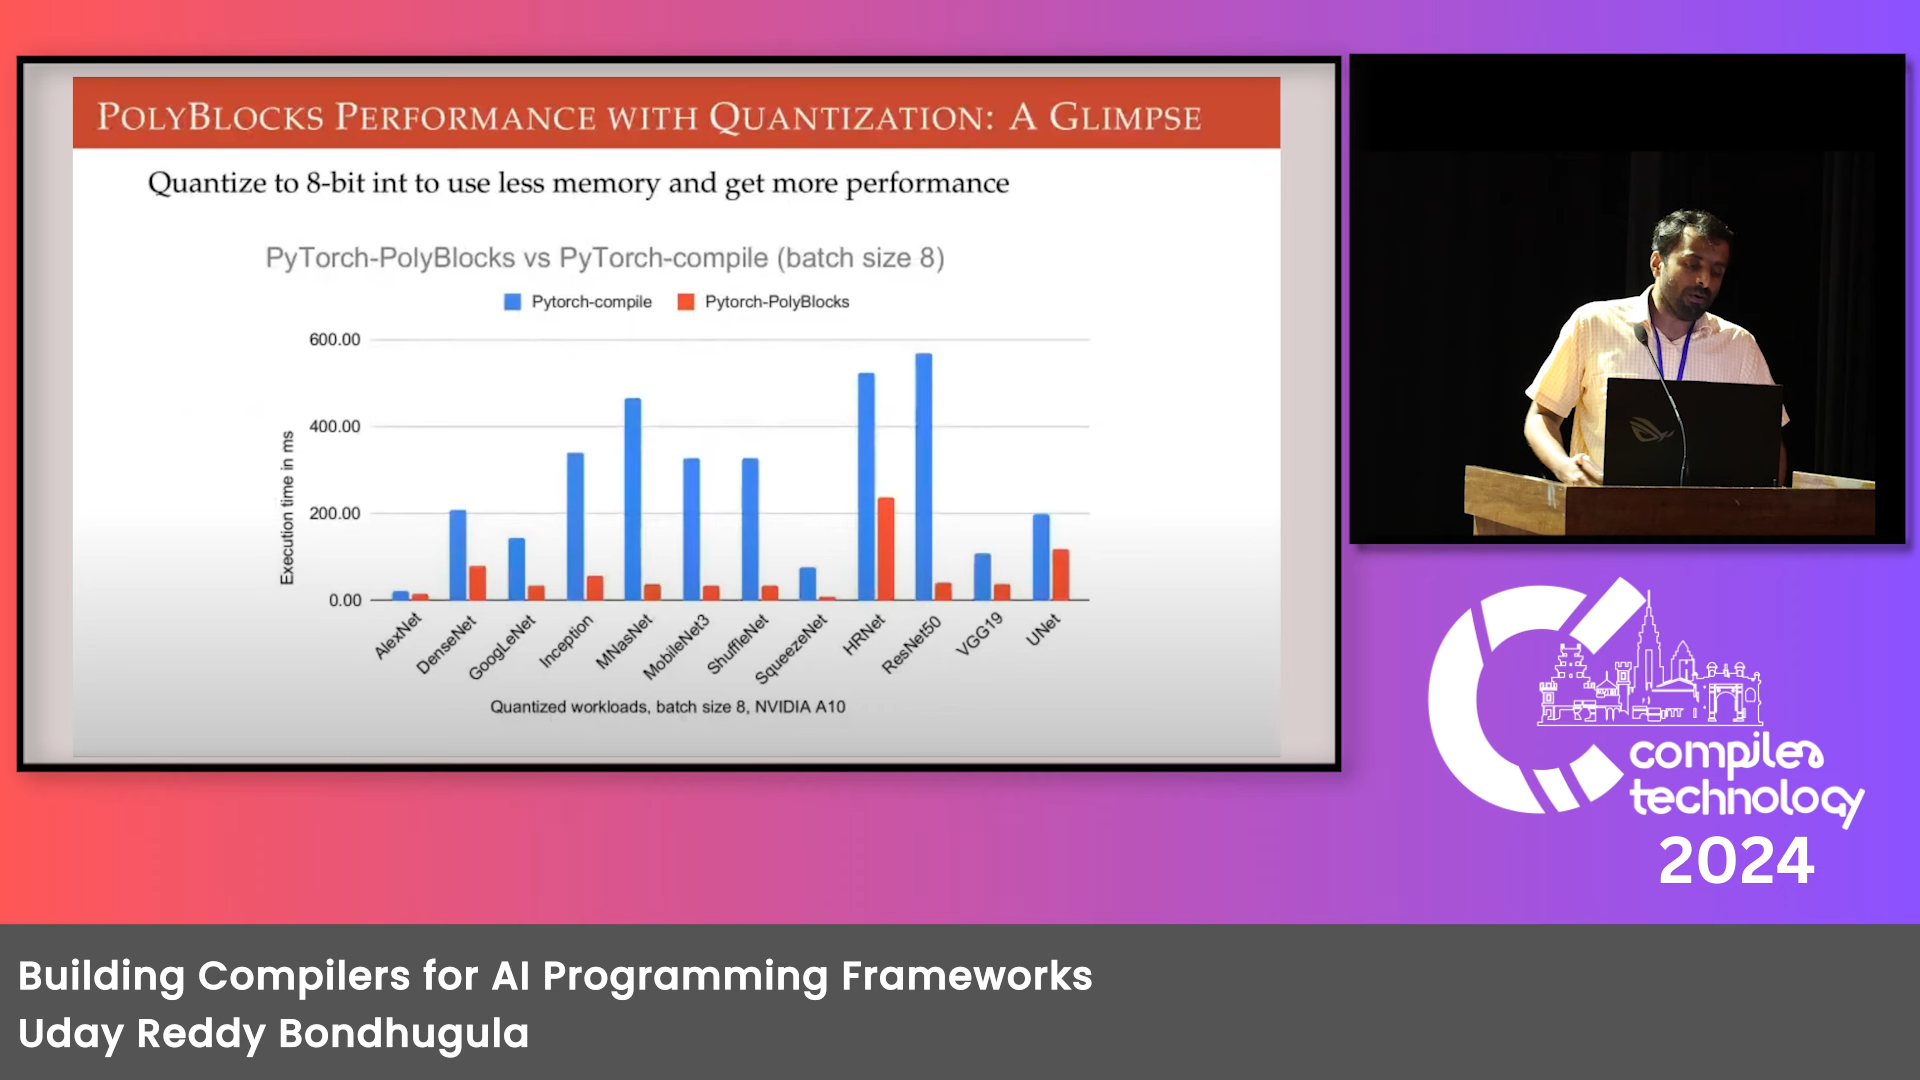 POLYBLOCKS PERFORMANCE WITH QUANTIZATION: A GLIMPSE
Quantize to 8-bit int to use less memory and get more performance
PyTorch-PolyBlocks vs PyTorch-compile (batch size 8)
Pytorch-compile Pytorch-PolyBlocks
600.00
400.00
200.00
0.00
Execution time in ms
AlexNet DenseNet GoogLeNet Inception MNasNet MobileNet3 ShuffleNet SqueezeNet HRNet ResNet50 VGG19 UNet
Quantized workloads, batch size 8, NVIDIA A10
compiler
technology
2024
Building Compilers for AI Programming Frameworks
Uday Reddy Bondhugula